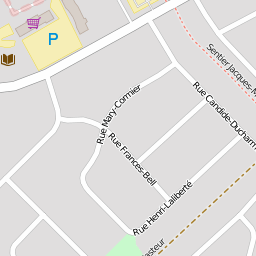 P
Sentier Jacques-M
Rue Mary-Cormier
Rue Candide-Ducharm
Rue Frances-Bell
Rue Henri-Laliberté
asteur